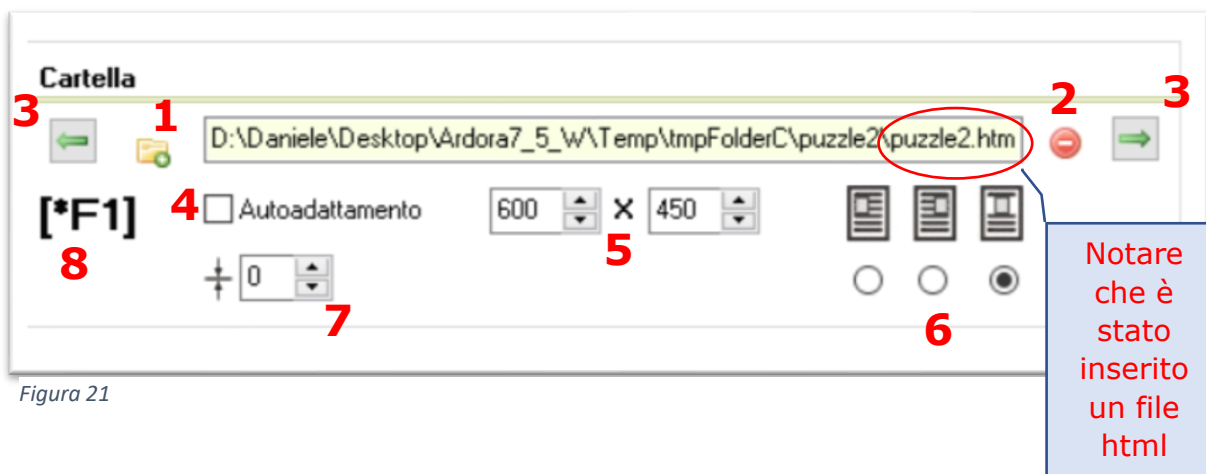 Cartella
3 1 2 3
D:\Daniele\Desktop\Ardora7_5_W\Temp\tmpFolderC\puzzle2\puzzle2.htm
[*F1] 4 Autoadattamento 600 X 450
8 5
0
7 6
Notare
che è
stato
inserito
un file
html
Figura 21